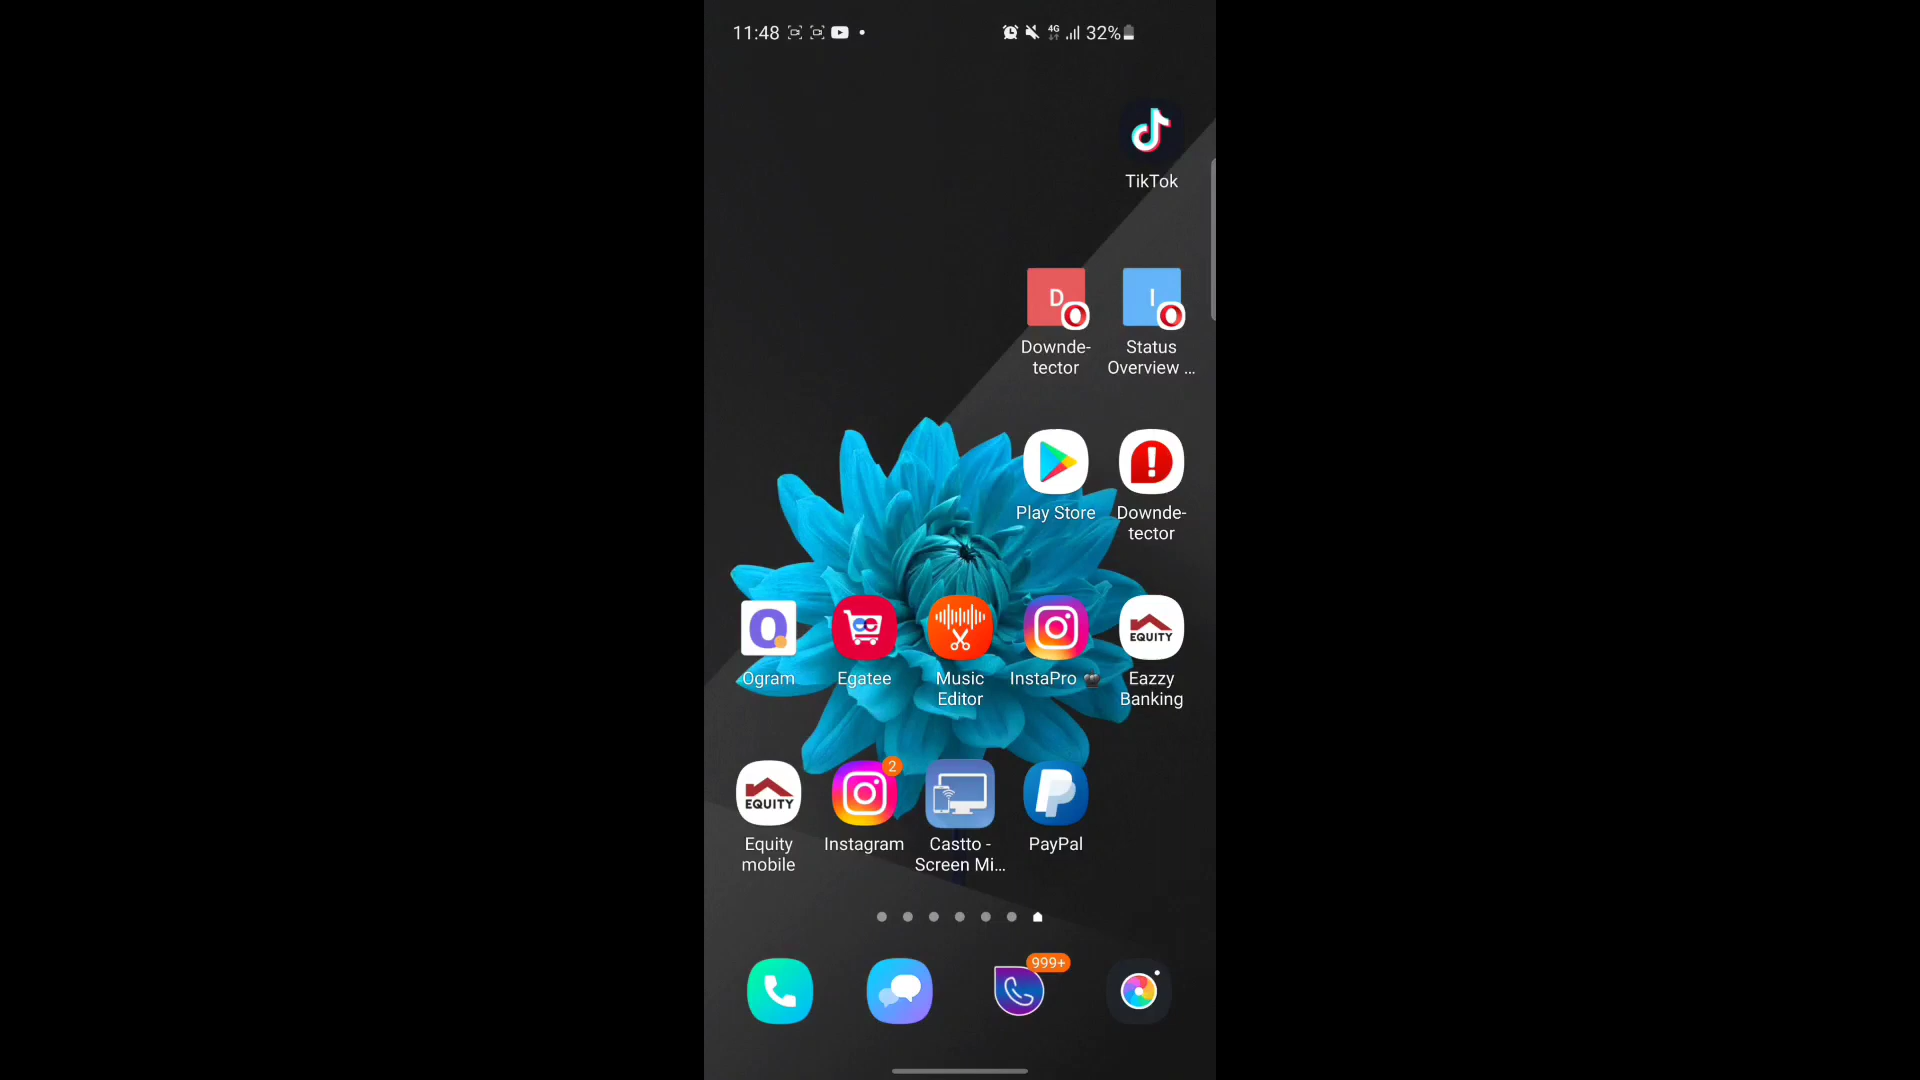 11:48
4G
32%
TikTok
D
I
Downde-
tector
Status
Overview ...
Play Store
Downde-
tector
EQUITY
Ogram
Egatee
Music
Editor
InstaPro
Eazzy
Banking
2
EQUITY
Equity
mobile
Instagram
Castto -
Screen Mi...
PayPal
999+